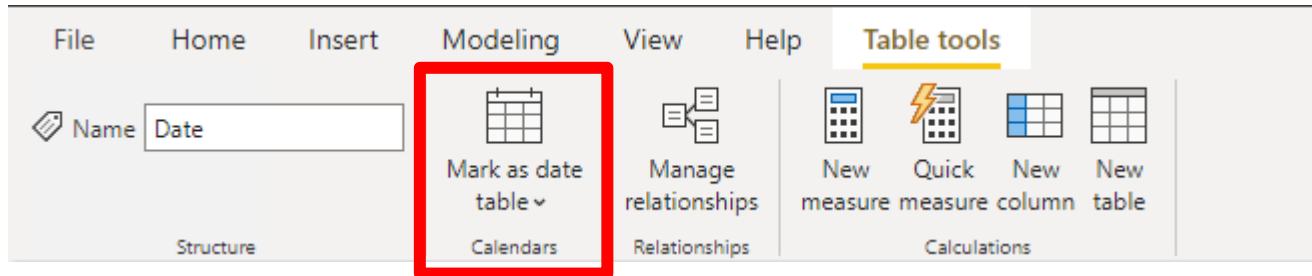 File Home Insert Modeling View Help Table tools
Name Date
Mark as date
table
Manage
relationships
New
measure
Quick
measure
New
column
New
table
Structure Calendars Relationships Calculations